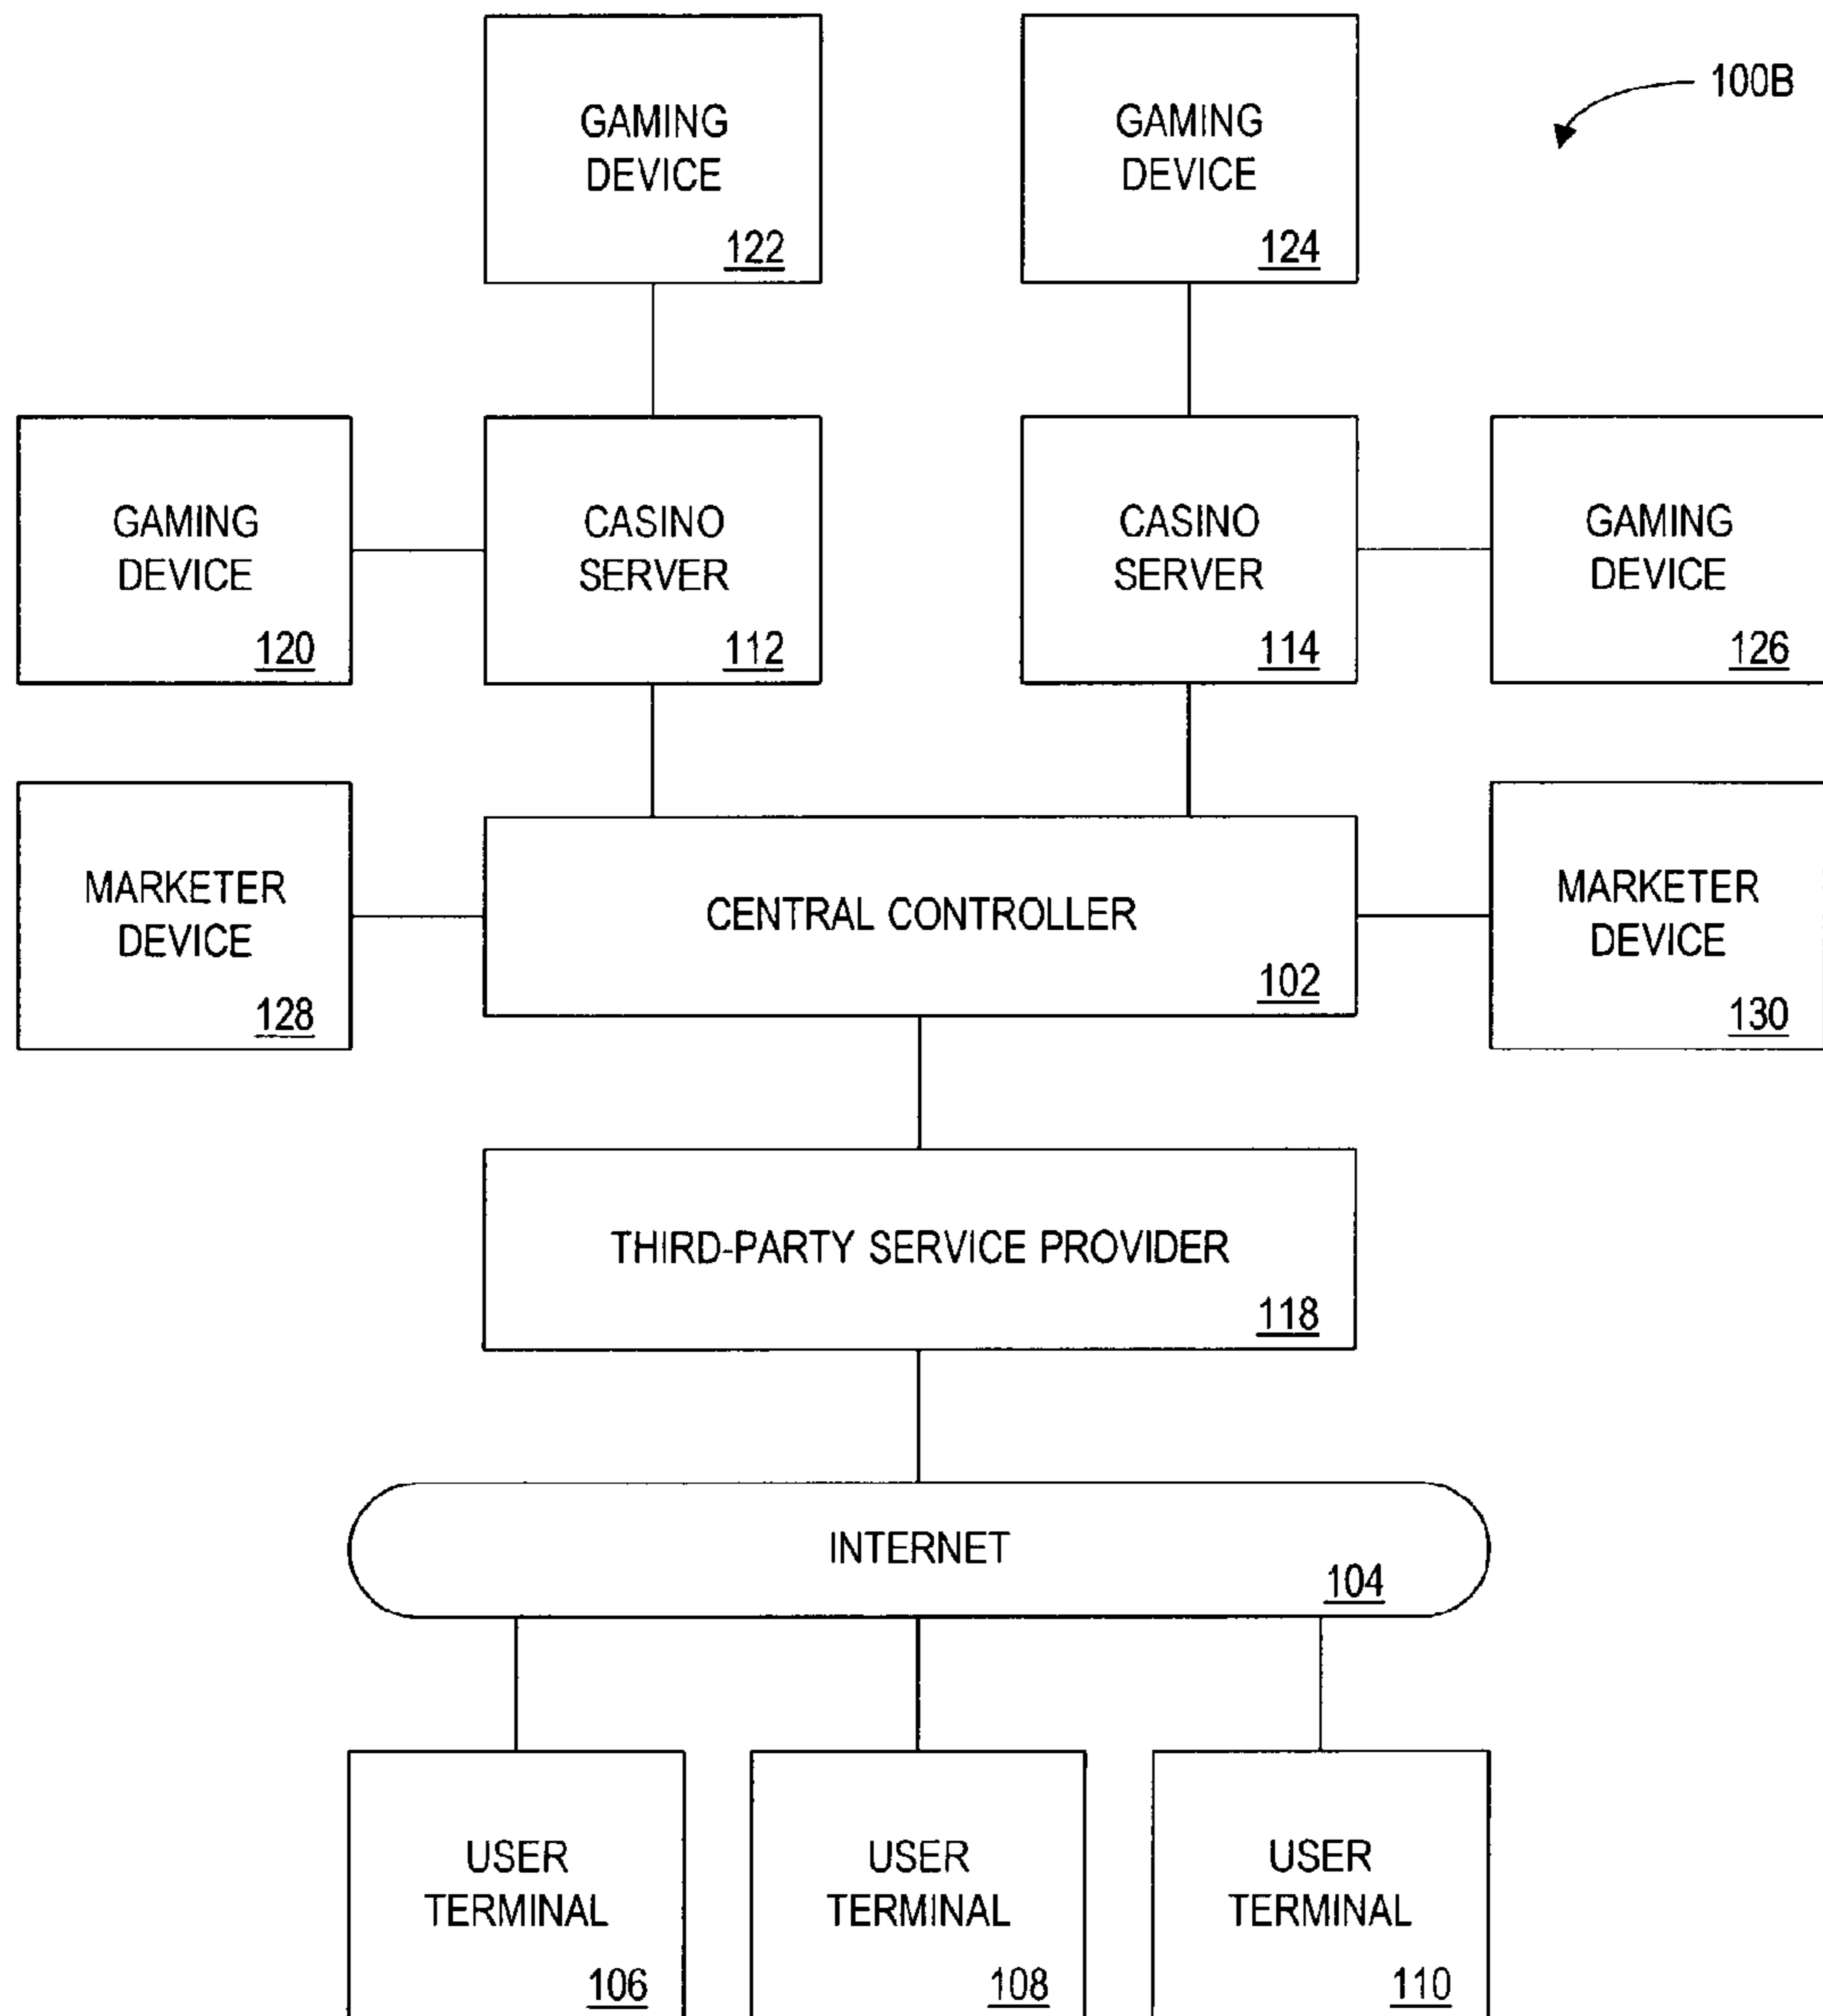 100B
GAMING
DEVICE
122
GAMING
DEVICE
124
GAMING
DEVICE
120
CASINO
SERVER
112
CASINO
SERVER
114
GAMING
DEVICE
126
MARKETER
DEVICE
128
CENTRAL CONTROLLER
102
MARKETER
DEVICE
130
THIRD-PARTY SERVICE PROVIDER
118
INTERNET
104
USER
TERMINAL
106
USER
TERMINAL
108
USER
TERMINAL
110